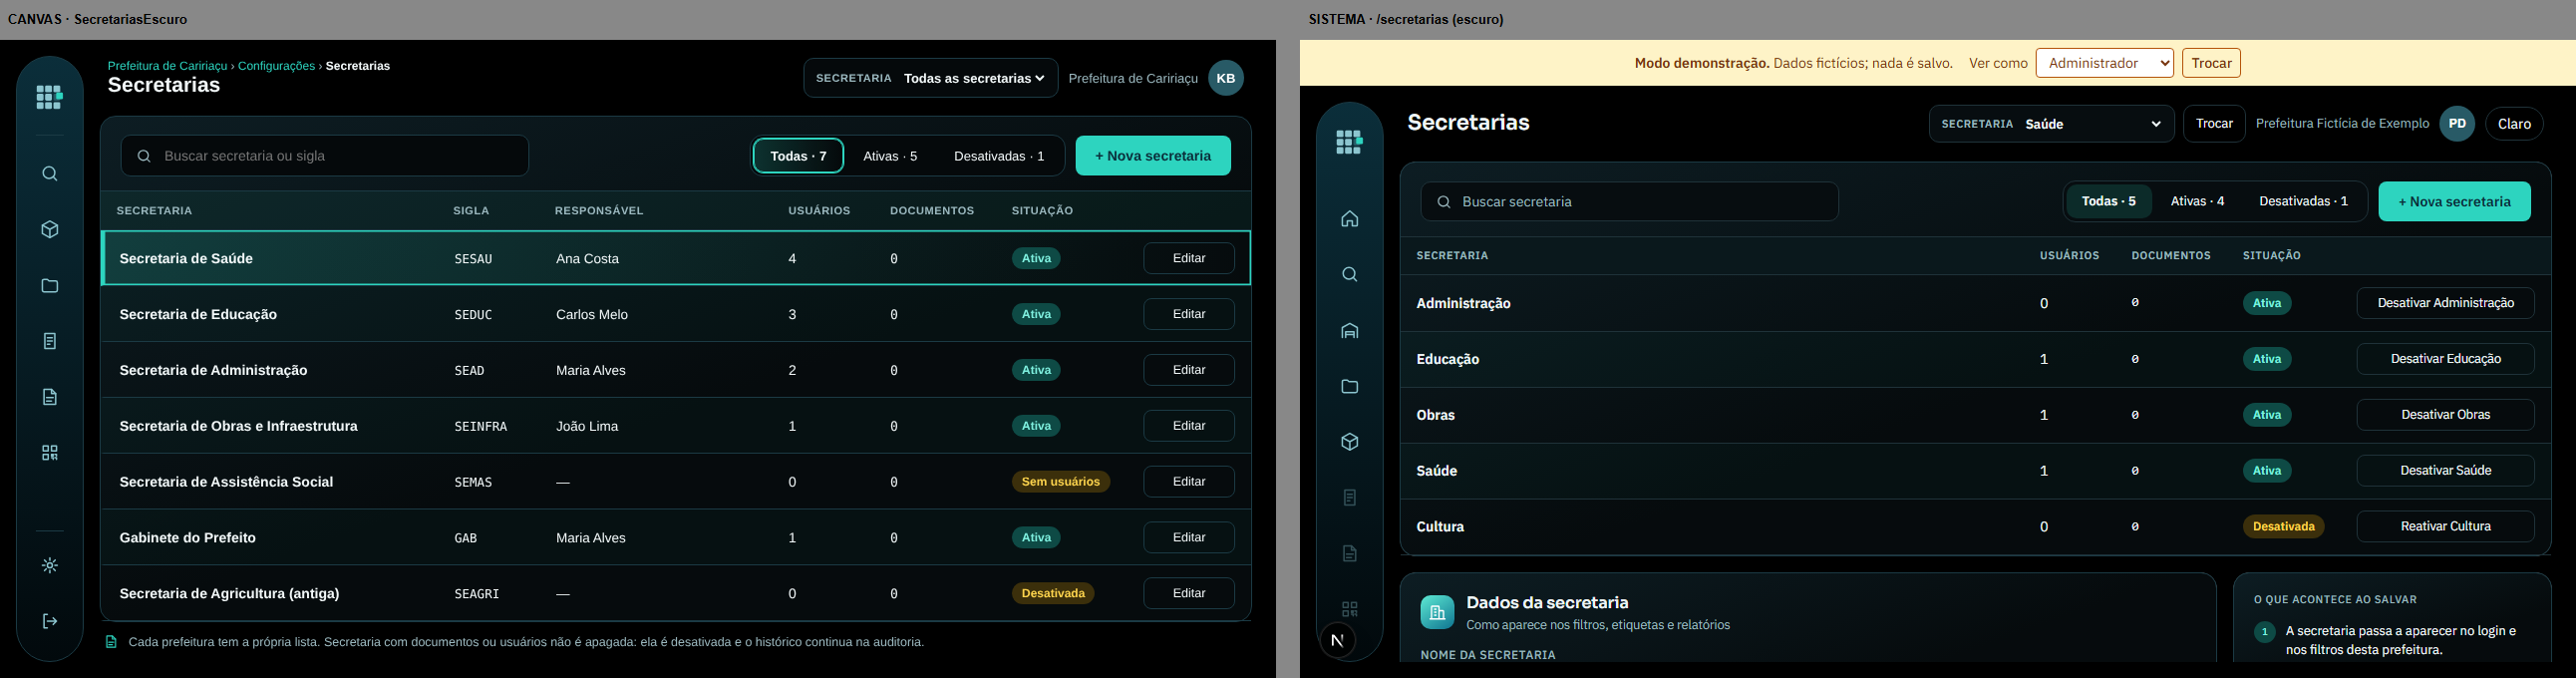 CANVAS · SecretariasEscuro
Prefeitura de Caririaçu › Configurações › Secretarias
Secretarias
SECRETARIA Todas as secretarias
Prefeitura de Caririaçu
KB
Buscar secretaria ou sigla
Todas · 7 Ativas · 5 Desativadas · 1
+ Nova secretaria
SECRETARIA SIGLA RESPONSÁVEL USUÁRIOS DOCUMENTOS SITUAÇÃO
Secretaria de Saúde SESAU Ana Costa 4 0 Ativa Editar
Secretaria de Educação SEDUC Carlos Melo 3 0 Ativa Editar
Secretaria de Administração SEAD Maria Alves 2 0 Ativa Editar
Secretaria de Obras e Infraestrutura SEINFRA João Lima 1 0 Ativa Editar
Secretaria de Assistência Social SEMAS — 0 0 Sem usuários Editar
Gabinete do Prefeito GAB Maria Alves 1 0 Ativa Editar
Secretaria de Agricultura (antiga) SEAGRI — 0 0 Desativada Editar
Cada prefeitura tem a própria lista. Secretaria com documentos ou usuários não é apagada: ela é desativada e o histórico continua na auditoria.
SISTEMA · /secretarias (escuro)
Modo demonstração. Dados fictícios; nada é salvo. Ver como Administrador Trocar
Secretarias
SECRETARIA Saúde
Trocar
Prefeitura Fictícia de Exemplo
PD
Claro
Buscar secretaria
Todas · 5 Ativas · 4 Desativadas · 1
+ Nova secretaria
SECRETARIA USUÁRIOS DOCUMENTOS SITUAÇÃO
Administração 0 0 Ativa Desativar Administração
Educação 1 0 Ativa Desativar Educação
Obras 1 0 Ativa Desativar Obras
Saúde 1 0 Ativa Desativar Saúde
Cultura 0 0 Desativada Reativar Cultura
Dados da secretaria
Como aparece nos filtros, etiquetas e relatórios
NOME DA SECRETARIA
O QUE ACONTECE AO SALVAR
1 A secretaria passa a aparecer no login e
nos filtros desta prefeitura.
N